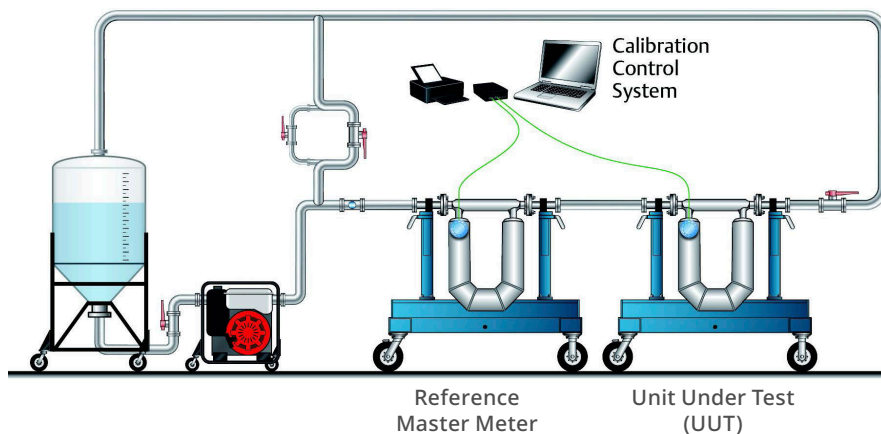 Calibration
Control
System
Reference
Master Meter
Unit Under Test
(UUT)